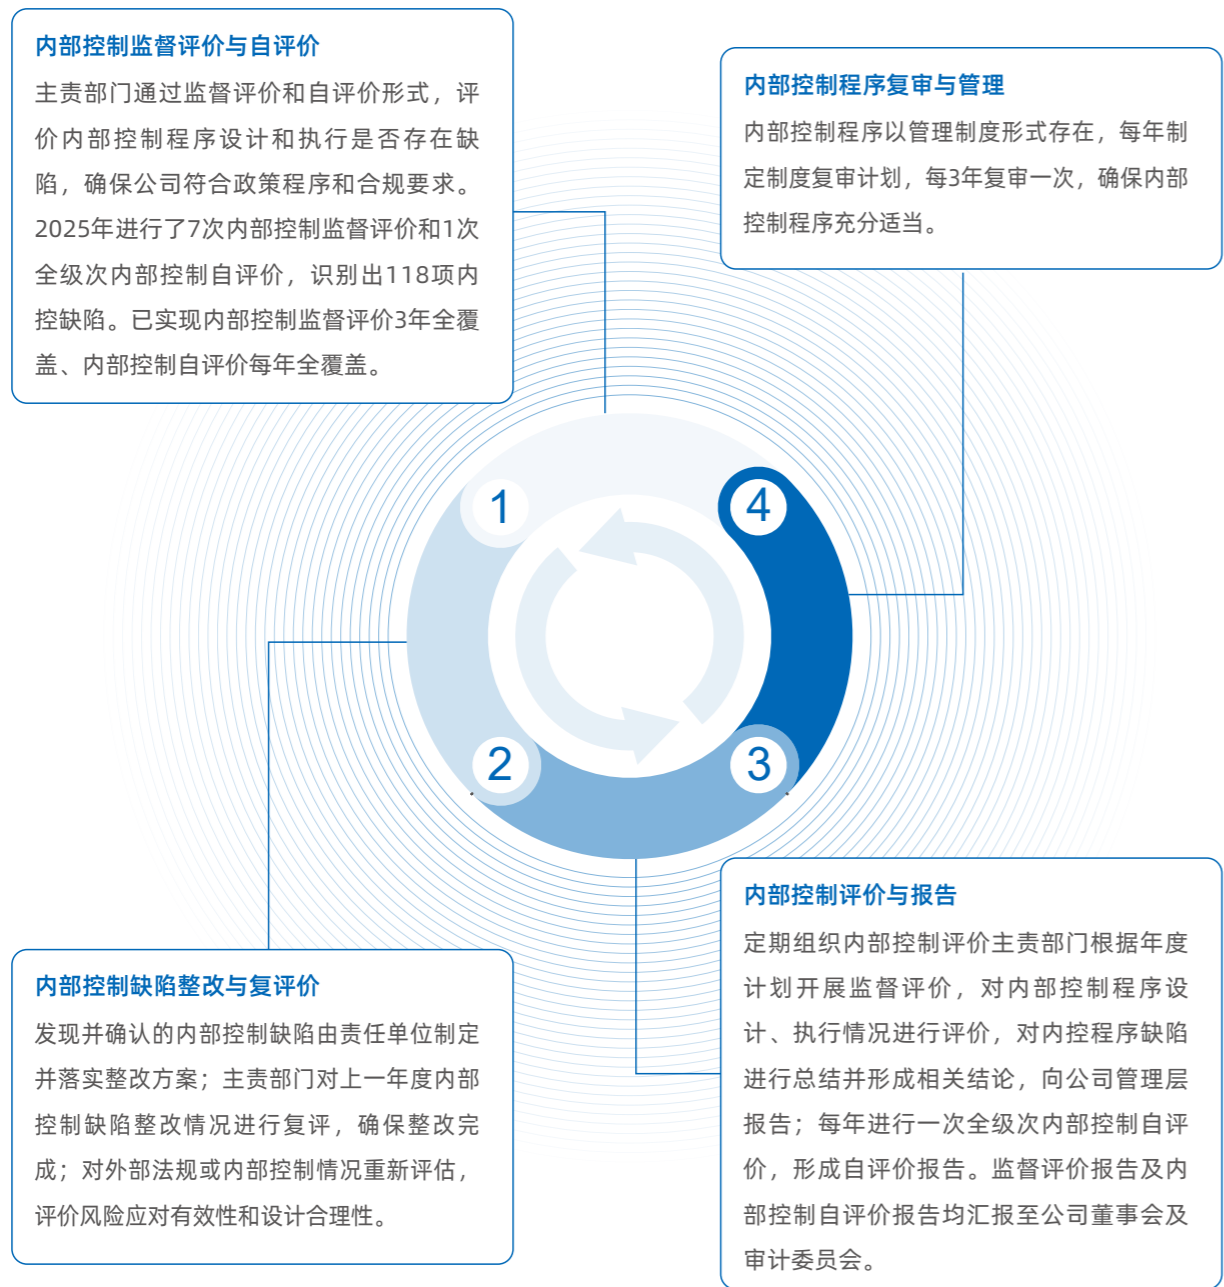 内部控制监督评价与自评价
主责部门通过监督评价和自评价形式，评
价内部控制程序设计和执行是否存在缺
陷，确保公司符合政策程序和合规要求。
2025年进行了7次内部控制监督评价和1次
全级次内部控制自评价，识别出118项内
控缺陷。已实现内部控制监督评价3年全覆
盖、内部控制自评价每年全覆盖。
内部控制程序复审与管理
内部控制程序以管理制度形式存在，每年制
定制度复审计划，每3年复审一次，确保内部
控制程序充分适当。
1
4
2
3
内部控制缺陷整改与复评价
发现并确认的内部控制缺陷由责任单位制定
并落实整改方案；主责部门对上一年度内部
控制缺陷整改情况进行复评，确保整改完
成；对外部法规或内部控制情况重新评估，
评价风险应对有效性和设计合理性。
内部控制评价与报告
定期组织内部控制评价主责部门根据年度
计划开展监督评价，对内部控制程序设
计、执行情况进行评价，对内控程序缺陷
进行总结并形成相关结论，向公司管理层
报告；每年进行一次全级次内部控制自评
价，形成自评价报告。监督评价报告及内
部控制自评价报告均汇报至公司董事会及
审计委员会。